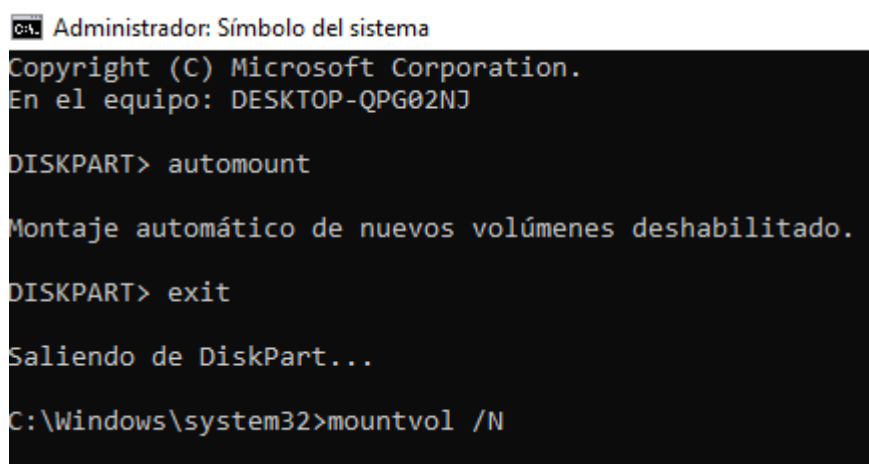 Administrador: Símbolo del sistema
Copyright (C) Microsoft Corporation.
En el equipo: DESKTOP-QPG02NJ
DISKPART> automount
Montaje automático de nuevos volúmenes deshabilitado.
DISKPART> exit
Saliendo de DiskPart...
C:\Windows\system32>mountvol /N